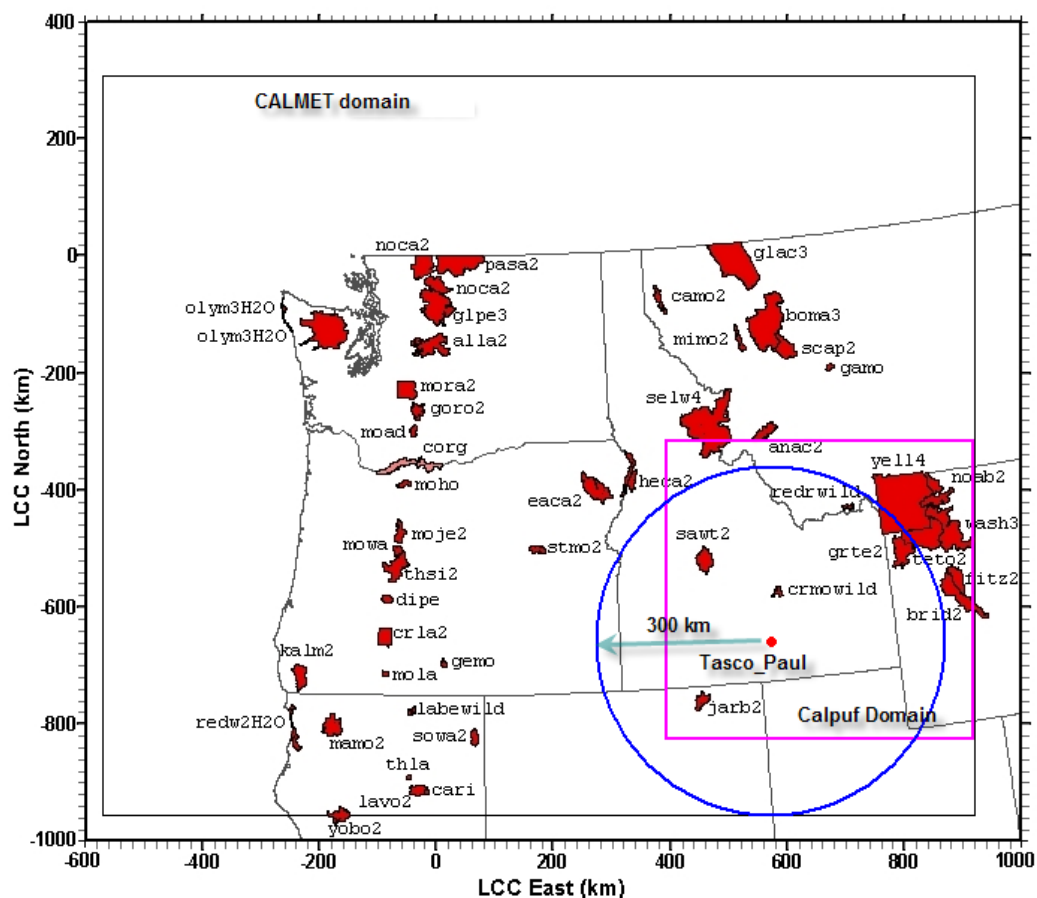 400
CALMET domain
200
LCC North (km)
0
noca2
pasa2
glac3
noca2
camo2
olym3H2O
glpe3
boma3
olym3H2O
alla2
mimo2
scap2
-200
gamo
mora2
selw4
goro2
moad
corg
anac2
-400
moho
heca2
yell4
noab2
eaca2
redrwild
wash3
moje2
sawt2
mowa
stmo2
grte2
teto2
thsi2
fitz2
-600
dipe
crmowild
brid2
crla2
300 km
kalm2
gemo
Tasco_Paul
mola
labewild
jarb2
Calpuf Domain
-800
redw2H2O
mamo2
sowa2
thla
cari
lavo2
-1000
yobo2
-600
-400
-200
0
200
400
600
800
1000
LCC East (km)